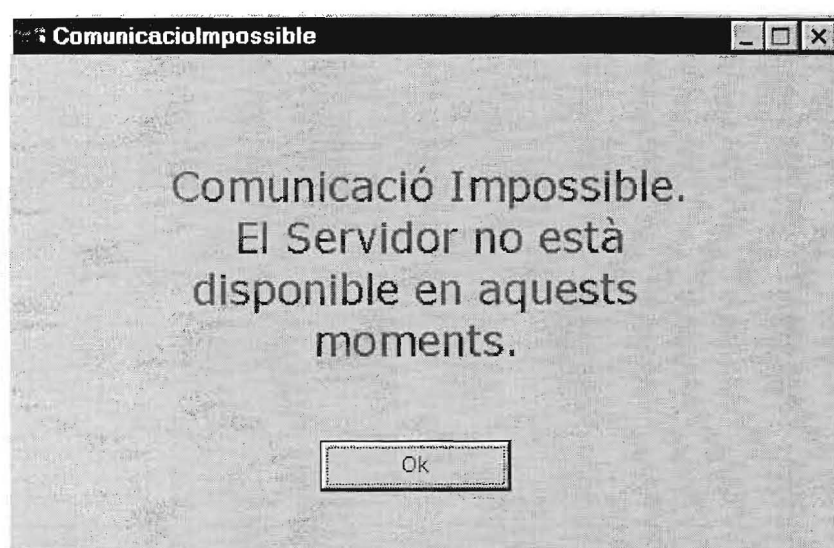 ComunicacioImpossible
Comunicació Impossible.
El Servidor no està
disponible en aquests
moments.
Ok